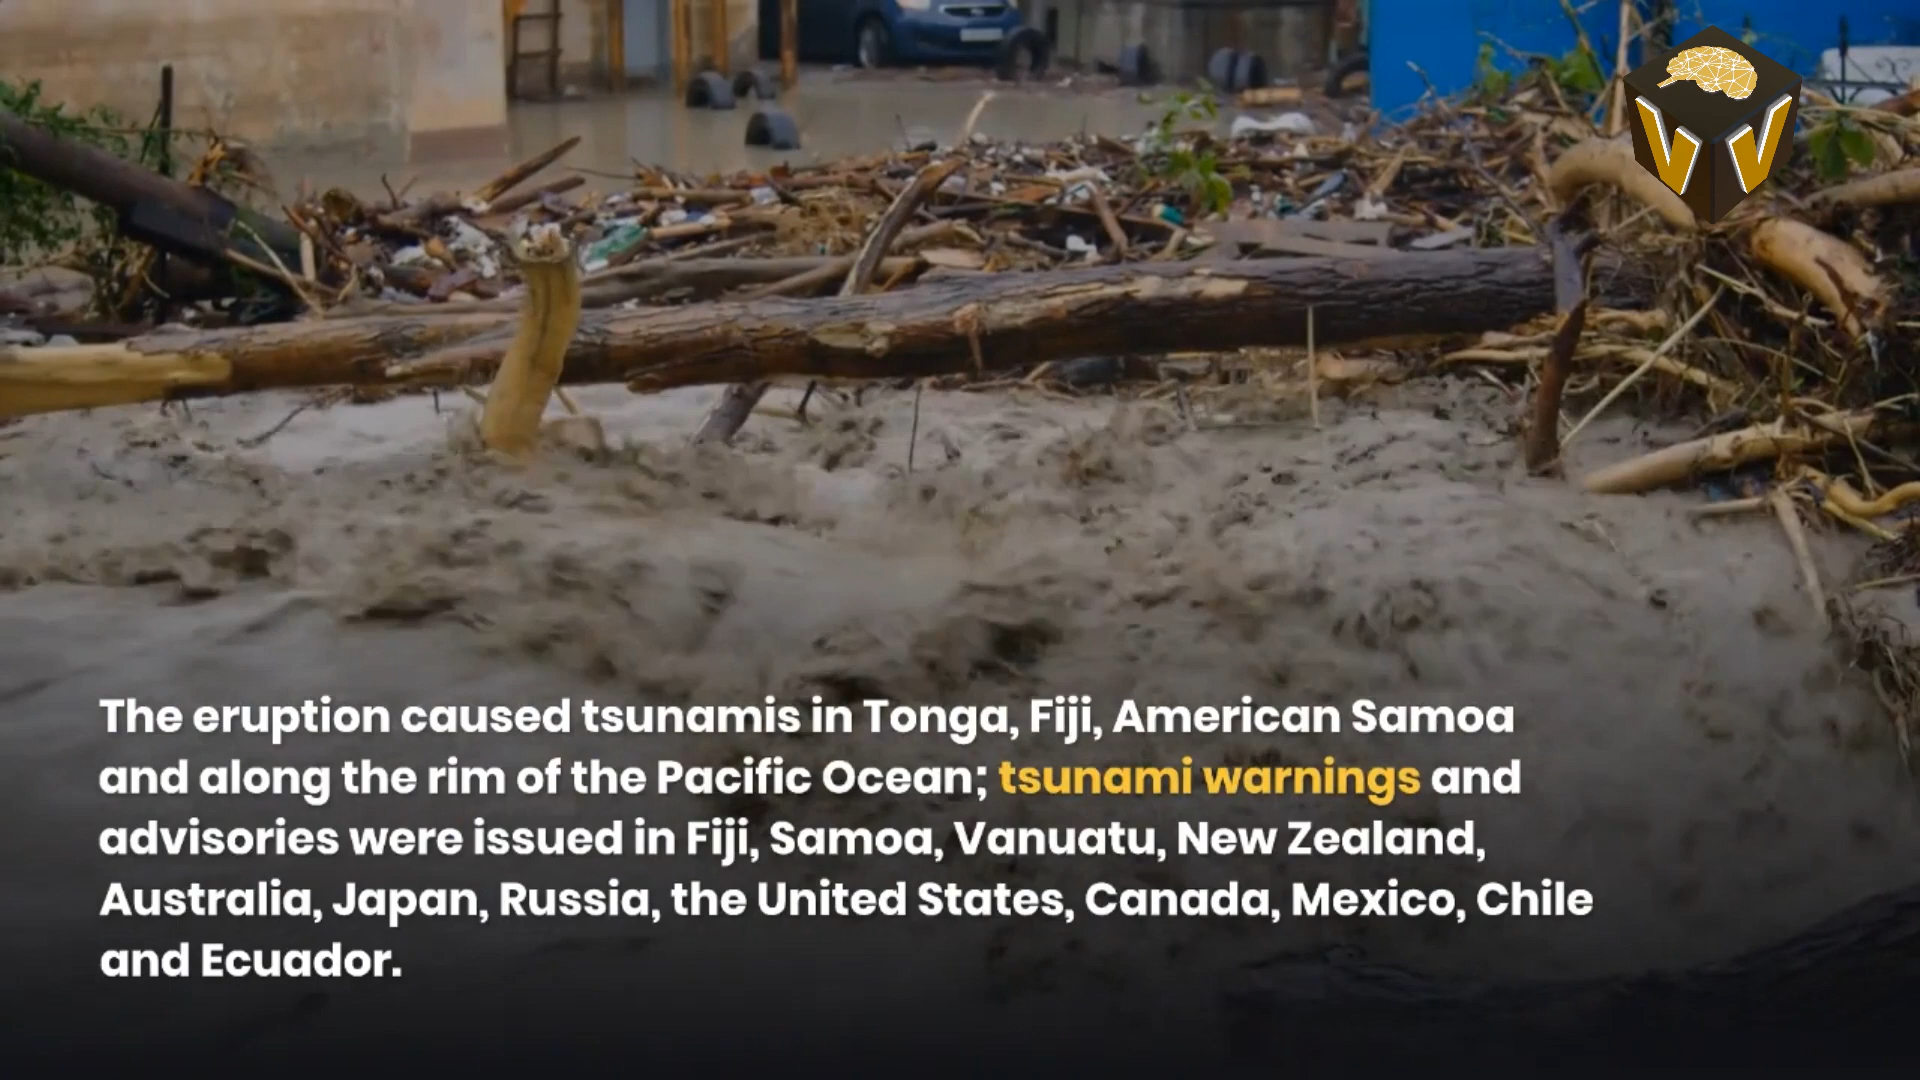 The eruption caused tsunamis in Tonga, Fiji, American Samoa
and along the rim of the Pacific Ocean; tsunami warnings and
advisories were issued in Fiji, Samoa, Vanuatu, New Zealand,
Australia, Japan, Russia, the United States, Canada, Mexico, Chile
and Ecuador.